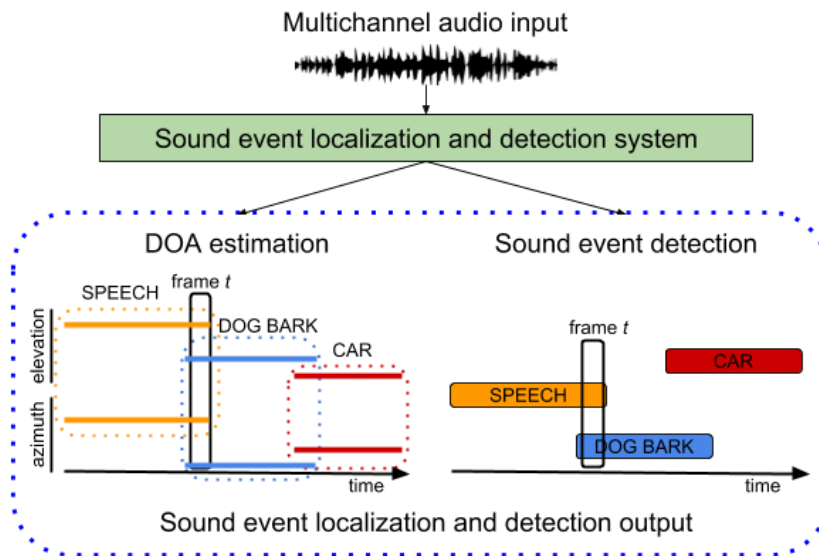 Multichannel audio input
Sound event localization and detection system
DOA estimation
frame t
SPEECH
DOG BARK
CAR
elevation
azimuth
time
Sound event detection
frame t
CAR
SPEECH
DOG BARK
time
Sound event localization and detection output